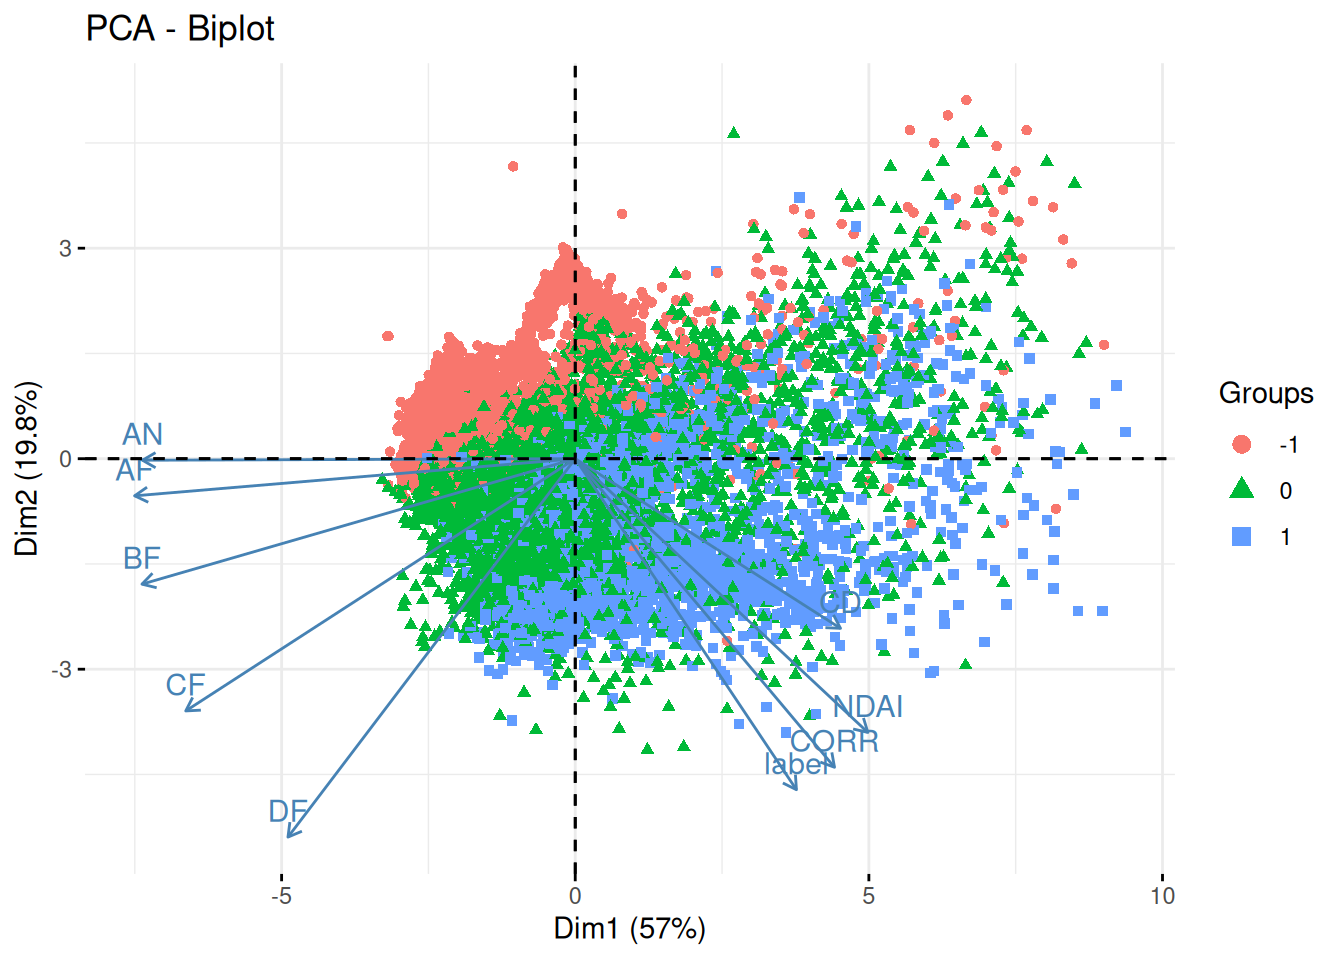 PCA - Biplot
Dim2 (19.8%)
3
0
-3
AN
AF
BF
CF
DF
CD
NDAI
CORR
label
-5
0
5
10
Dim1 (57%)
Groups
-1
0
1